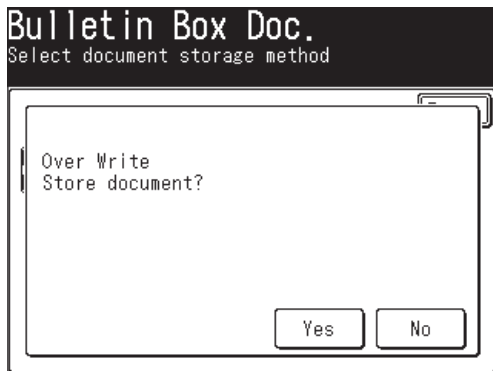 Bulletin Box Doc.
Select document storage method
Over Write
Store document?
Yes
No